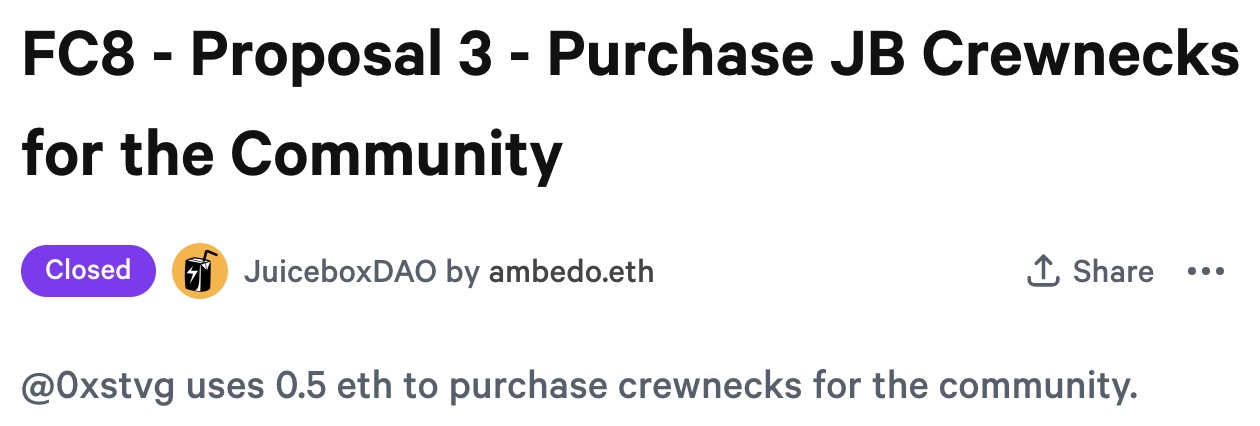 FC8 - Proposal 3 - Purchase JB Crewnecks
for the Community
Closed JuiceboxDAO by ambedo.eth Share
@0xstvg uses 0.5 eth to purchase crewnecks for the community.